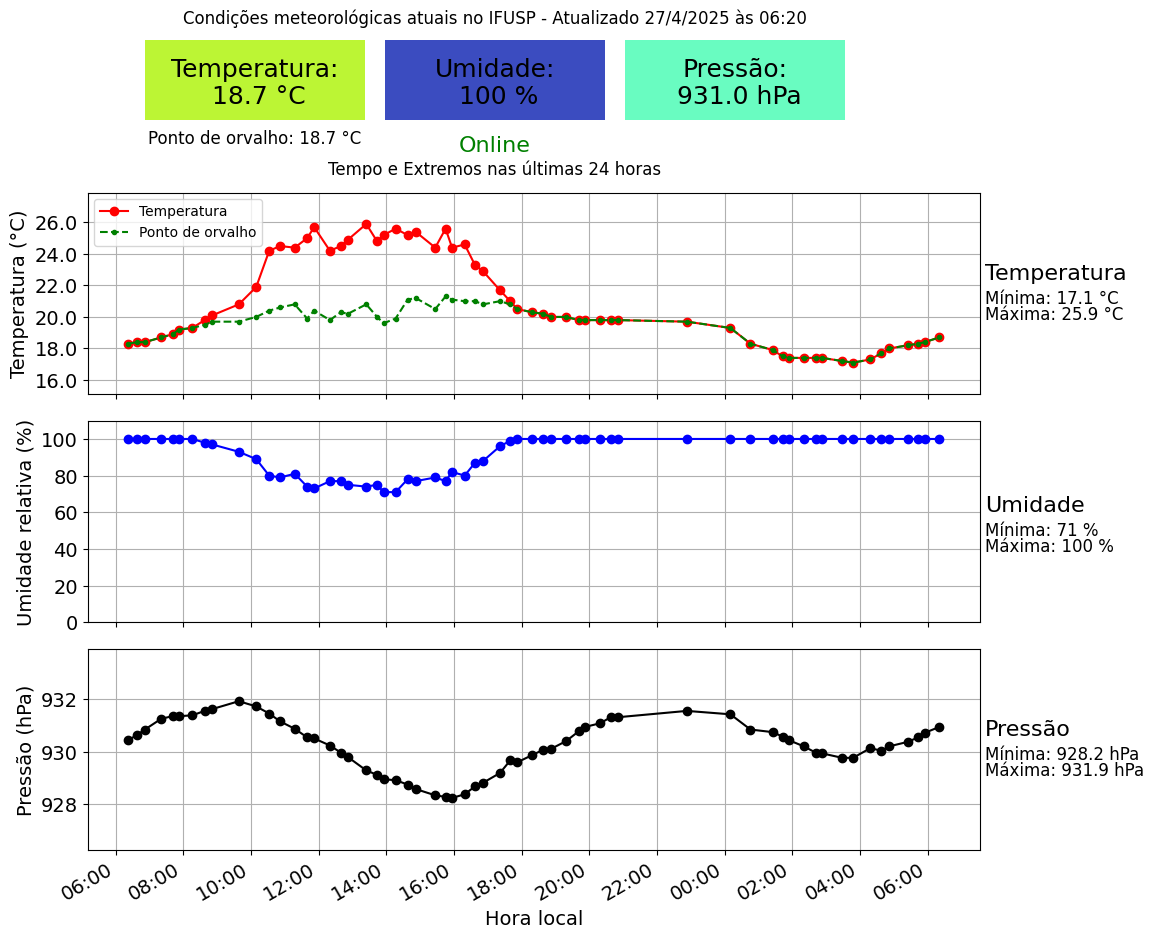 Condições meteorológicas atuais no IFUSP - Atualizado 27/4/2025 às 06:20
Temperatura:
18.7 °C
Umidade:
100 %
Pressão:
931.0 hPa
Ponto de orvalho: 18.7 °C
Online
Tempo e Extremos nas últimas 24 horas
Temperatura (°C)
26.0
24.0
22.0
20.0
18.0
16.0
Temperatura
Ponto de orvalho
Temperatura
Mínima: 17.1 °C
Máxima: 25.9 °C
Umidade relativa (%)
100
80
60
40
20
0
Umidade
Mínima: 71 %
Máxima: 100 %
Pressão (hPa)
932
930
928
Pressão
Mínima: 928.2 hPa
Máxima: 931.9 hPa
06:00 08:00 10:00 12:00 14:00 16:00 18:00 20:00 22:00 00:00 02:00 04:00 06:00
Hora local